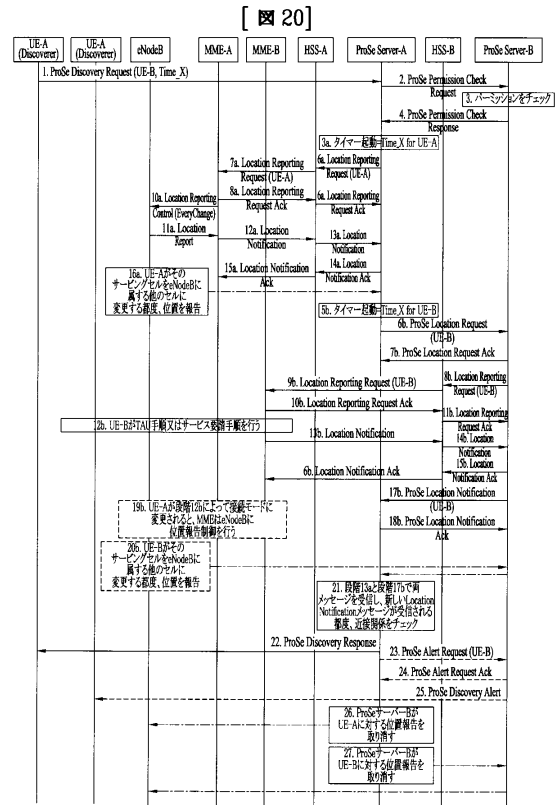 [図 20]
UE-A
(Discoverer)
UE-A
(Discoverer)
eNodeB
MME-A
MME-B
HSS-A
ProSe Server-A
HSS-B
ProSe Server-B
1. ProSe Discovery Request (UE-B, Time_X)
2. ProSe Permission Check
Request
3. パーミッションをチェック
4. ProSe Permission Check
Response
3a. タイマー起動=Time_X for UE-A
6a. Location Reporting
Request (UE-A)
7a. Location Reporting
Request (UE-A)
8a. Location Reporting
Request Ack
6a. Location Reporting
Request Ack
10a. Location Reporting
Control (EveryChange)
11a. Location
Report
12a. Location
Notification
13a. Location
Notification
14a. Location
Notification Ack
15a. Location Notification
Ack
16a. UE-Aがその
サービングセルをeNodeBに
属する他のセルに
変更する都度、位置を報告
5b. タイマー起動=Time_X for UE-B
6b. ProSe Location Request
(UE-B)
7b. ProSe Location Request Ack
8b. Location Reporting
Request (UE-B)
9b. Location Reporting Request (UE-B)
10b. Location Reporting Request Ack
11b. Location Reporting
Request Ack
12b. UE-BがTAU手順又はサービス要請手順を行う
13b. Location Notification
14b. Location
Notification
15b. Location
Notification Ack
6b. Location Notification Ack
17b. ProSe Location Notification
(UE-B)
18b. ProSe Location Notification
Ack
19b. UE-Aが段階12bによって接続モードに
変更されると、MMEはeNodeBに
位置報告制御を行う
20b. UE-Bがその
サービングセルをeNodeBに
属する他のセルに
変更する都度、位置を報告
21. 段階13aと段階17bで両
メッセージを受信し、新しいLocation
Notificationメッセージが受信される
都度、近接関係をチェック
22. ProSe Discovery Response
23. ProSe Alert Request (UE-B)
24. ProSe Alert Request Ack
25. ProSe Discovery Alert
26. ProSeサーバーBが
UE-Aに対する位置報告を
取り消す
27. ProSeサーバーBが
UE-Bに対する位置報告を
取り消す